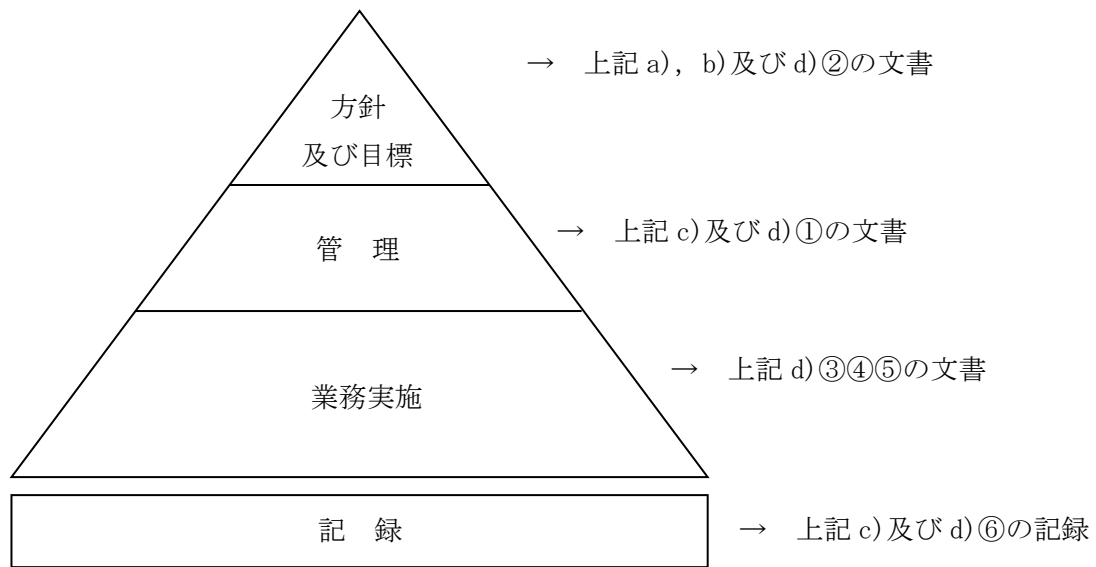 → 上記 a), b)及び d)②の文書
方針
及び目標
→ 上記 c)及び d)①の文書
管 理
→ 上記 d)③④⑤の文書
業務実施
記 録
→ 上記 c)及び d)⑥の記録